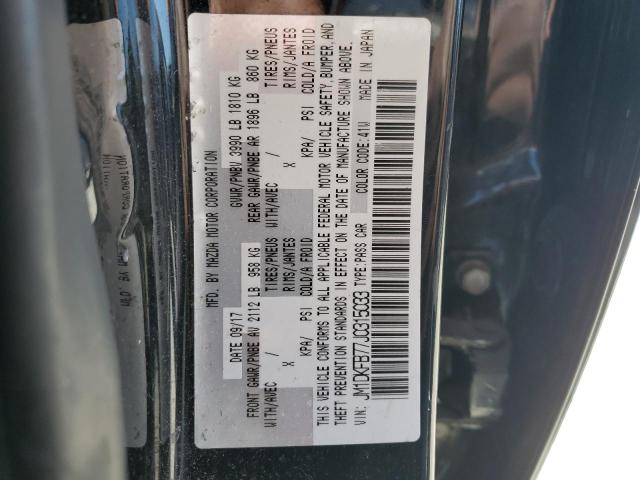 MFD. BY MAZDA MOTOR CORPORATION
DATE 09/17 GVWR/PNBV 3990 LB 1810 KG
FRONT GAWR/PNBE AV 2112 LB 958 KG REAR GAWR/PNBE AR 1896 LB 860 KG
TIRES/PNEUS TIRES/PNEUS
WITH/AVEC X RIMS/JANTES WITH/AVEC X RIMS/JANTES
KPA/ PSI COLD/A FROID KPA/ PSI COLD/A FROID
THIS VEHICLE CONFORMS TO ALL APPLICABLE FEDERAL MOTOR VEHICLE SAFETY, BUMPER, AND
THEFT PREVENTION STANDARDS IN EFFECT ON THE DATE OF MANUFACTURE SHOWN ABOVE.
VIN: JM1DKFB77J0315033 TYPE: PASS CAR COLOR CODE: 41W MADE IN JAPAN